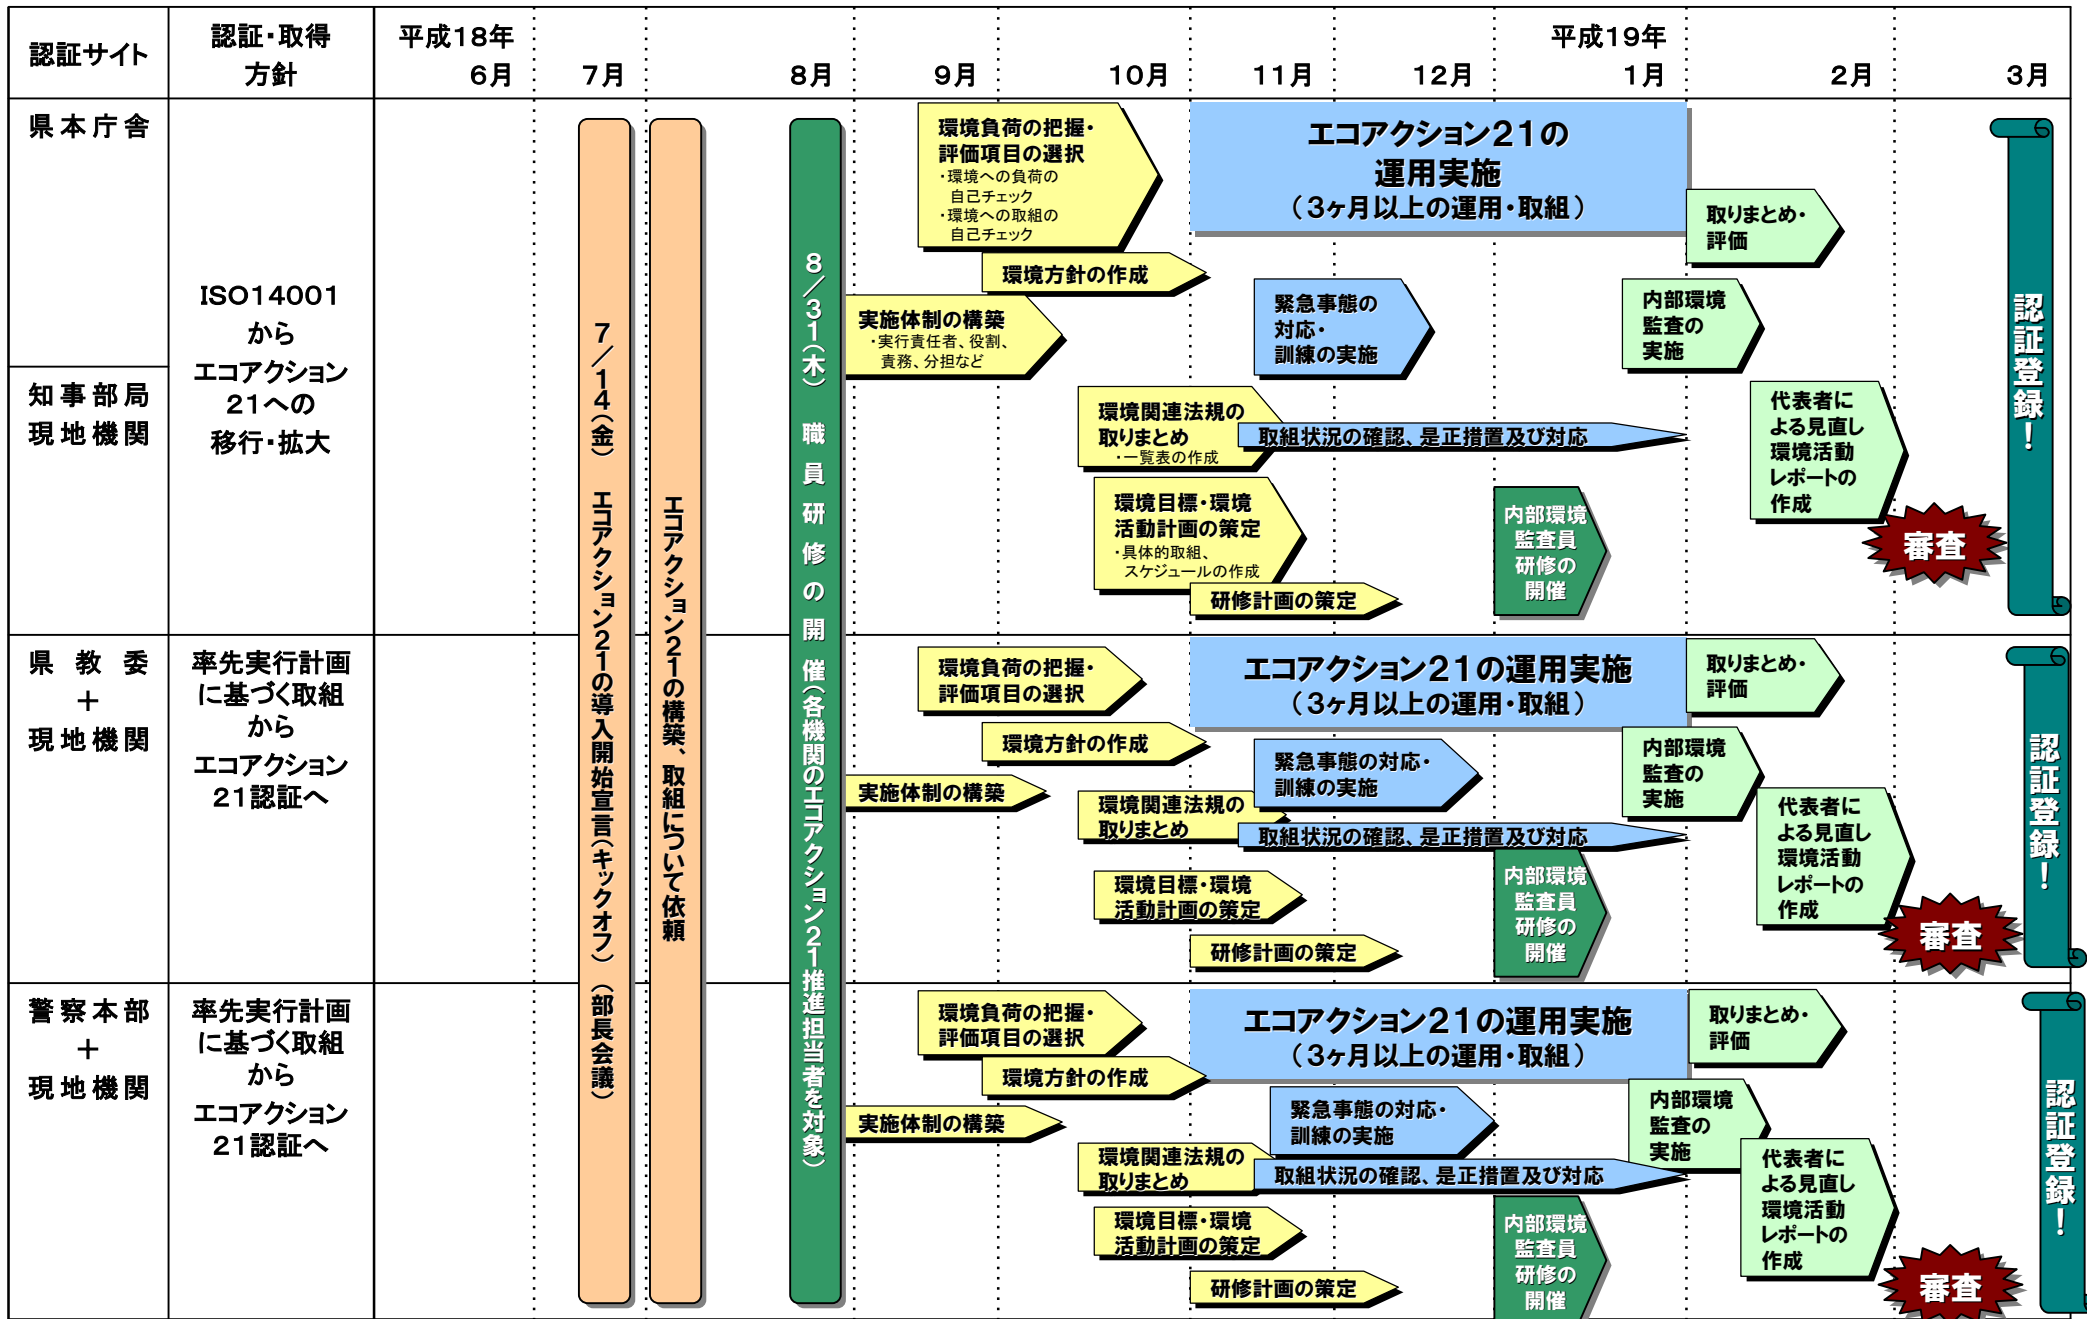 認証サイト
認証・取得
方針
平成18年
6月
7月
8月
9月
10月
11月
12月
平成19年
1月
2月
3月
7／14(金)　エコアクション21の導入開始宣言(キックオフ)(部長会議)
エコアクション21の構築、取組について依頼
8／31(木)　職員研修の開催(各機関のエコアクション21推進担当者を対象)
県本庁舎
知事部局
現地機関
ISO14001
から
エコアクション
21への
移行・拡大
環境負荷の把握・
評価項目の選択
・環境への負荷の
自己チェック
・環境への取組の
自己チェック
環境方針の作成
実施体制の構築
・実行責任者、役割、
責務、分担など
環境関連法規の
取りまとめ
・一覧表の作成
環境目標・環境
活動計画の策定
・具体的取組、
スケジュールの作成
研修計画の策定
エコアクション21の
運用実施
（3ヶ月以上の運用・取組）
緊急事態の
対応・
訓練の実施
取組状況の確認、是正措置及び対応
内部環境
監査員
研修の
開催
取りまとめ・
評価
内部環境
監査の
実施
代表者に
よる見直し
環境活動
レポートの
作成
審査
認証登録！
県教委
＋
現地機関
率先実行計画
に基づく取組
から
エコアクション
21認証へ
環境負荷の把握・
評価項目の選択
環境方針の作成
実施体制の構築
環境関連法規の
取りまとめ
環境目標・環境
活動計画の策定
研修計画の策定
エコアクション21の運用実施
（3ヶ月以上の運用・取組）
緊急事態の対応・
訓練の実施
取組状況の確認、是正措置及び対応
内部環境
監査員
研修の
開催
取りまとめ・
評価
内部環境
監査の
実施
代表者に
よる見直し
環境活動
レポートの
作成
審査
認証登録！
警察本部
＋
現地機関
率先実行計画
に基づく取組
から
エコアクション
21認証へ
環境負荷の把握・
評価項目の選択
環境方針の作成
実施体制の構築
環境関連法規の
取りまとめ
環境目標・環境
活動計画の策定
研修計画の策定
エコアクション21の運用実施
（3ヶ月以上の運用・取組）
緊急事態の対応・
訓練の実施
取組状況の確認、是正措置及び対応
内部環境
監査員
研修の
開催
取りまとめ・
評価
内部環境
監査の
実施
代表者に
よる見直し
環境活動
レポートの
作成
審査
認証登録！